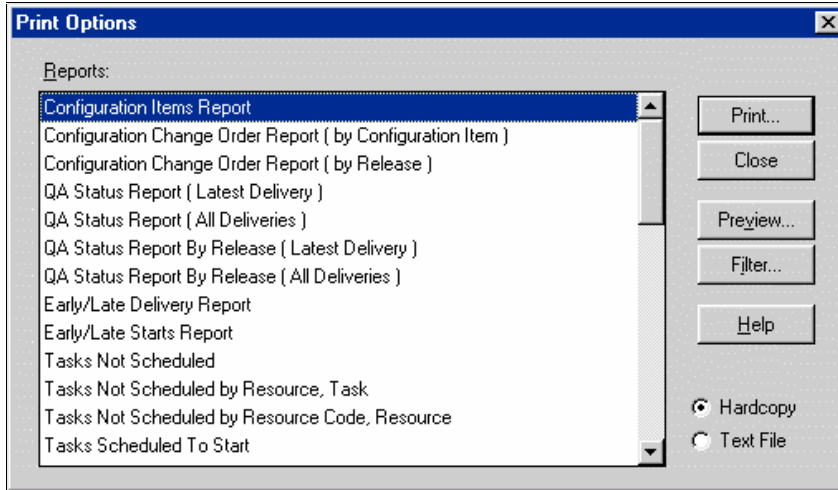 Print Options
Reports:
Configuration Items Report
Configuration Change Order Report ( by Configuration Item )
Configuration Change Order Report ( by Release )
QA Status Report ( Latest Delivery )
QA Status Report ( All Deliveries )
QA Status Report By Release ( Latest Delivery )
QA Status Report By Release ( All Deliveries )
Early/Late Delivery Report
Early/Late Starts Report
Tasks Not Scheduled
Tasks Not Scheduled by Resource, Task
Tasks Not Scheduled by Resource Code, Resource
Tasks Scheduled To Start
Print...
Close
Preview...
Filter...
Help
Hardcopy
Text File